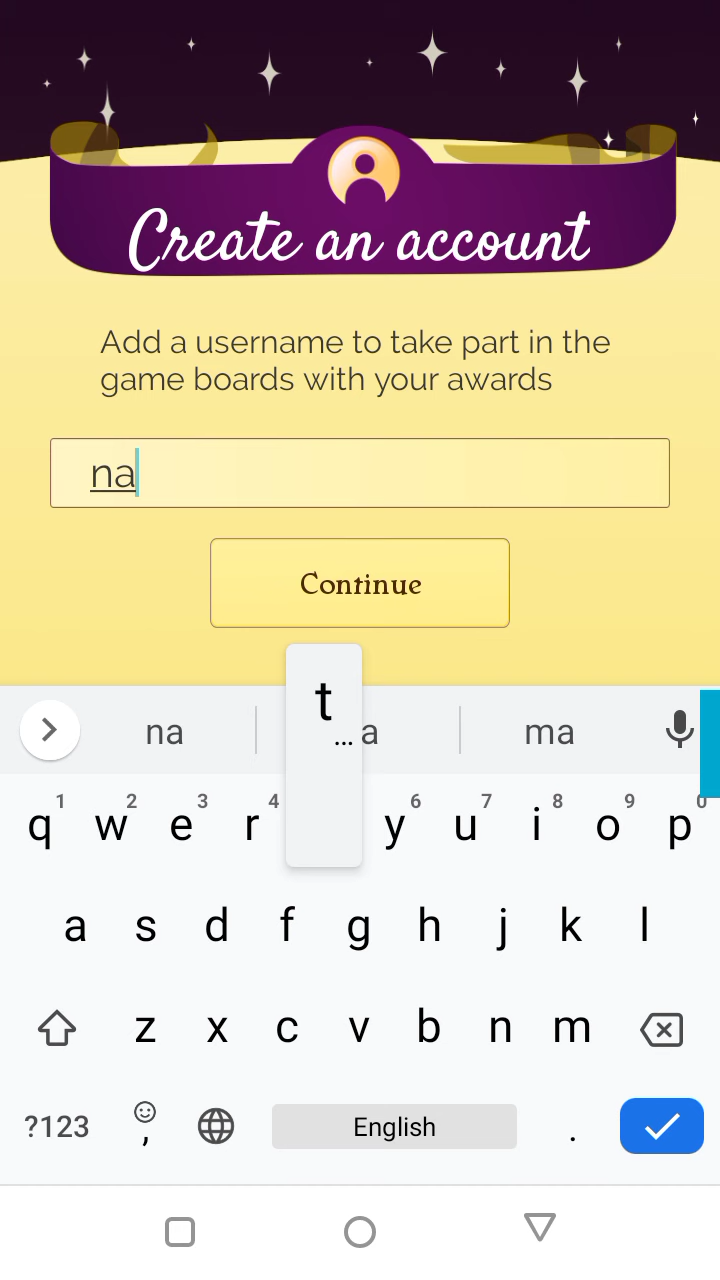 Create an account
Add a username to take part in the
game boards with your awards
na
Continue
t
...
na a ma
1 2 3 4 6 7 8 9 0
q w e r y u i o p
a s d f g h j k l
z x c v b n m
?123 , English .